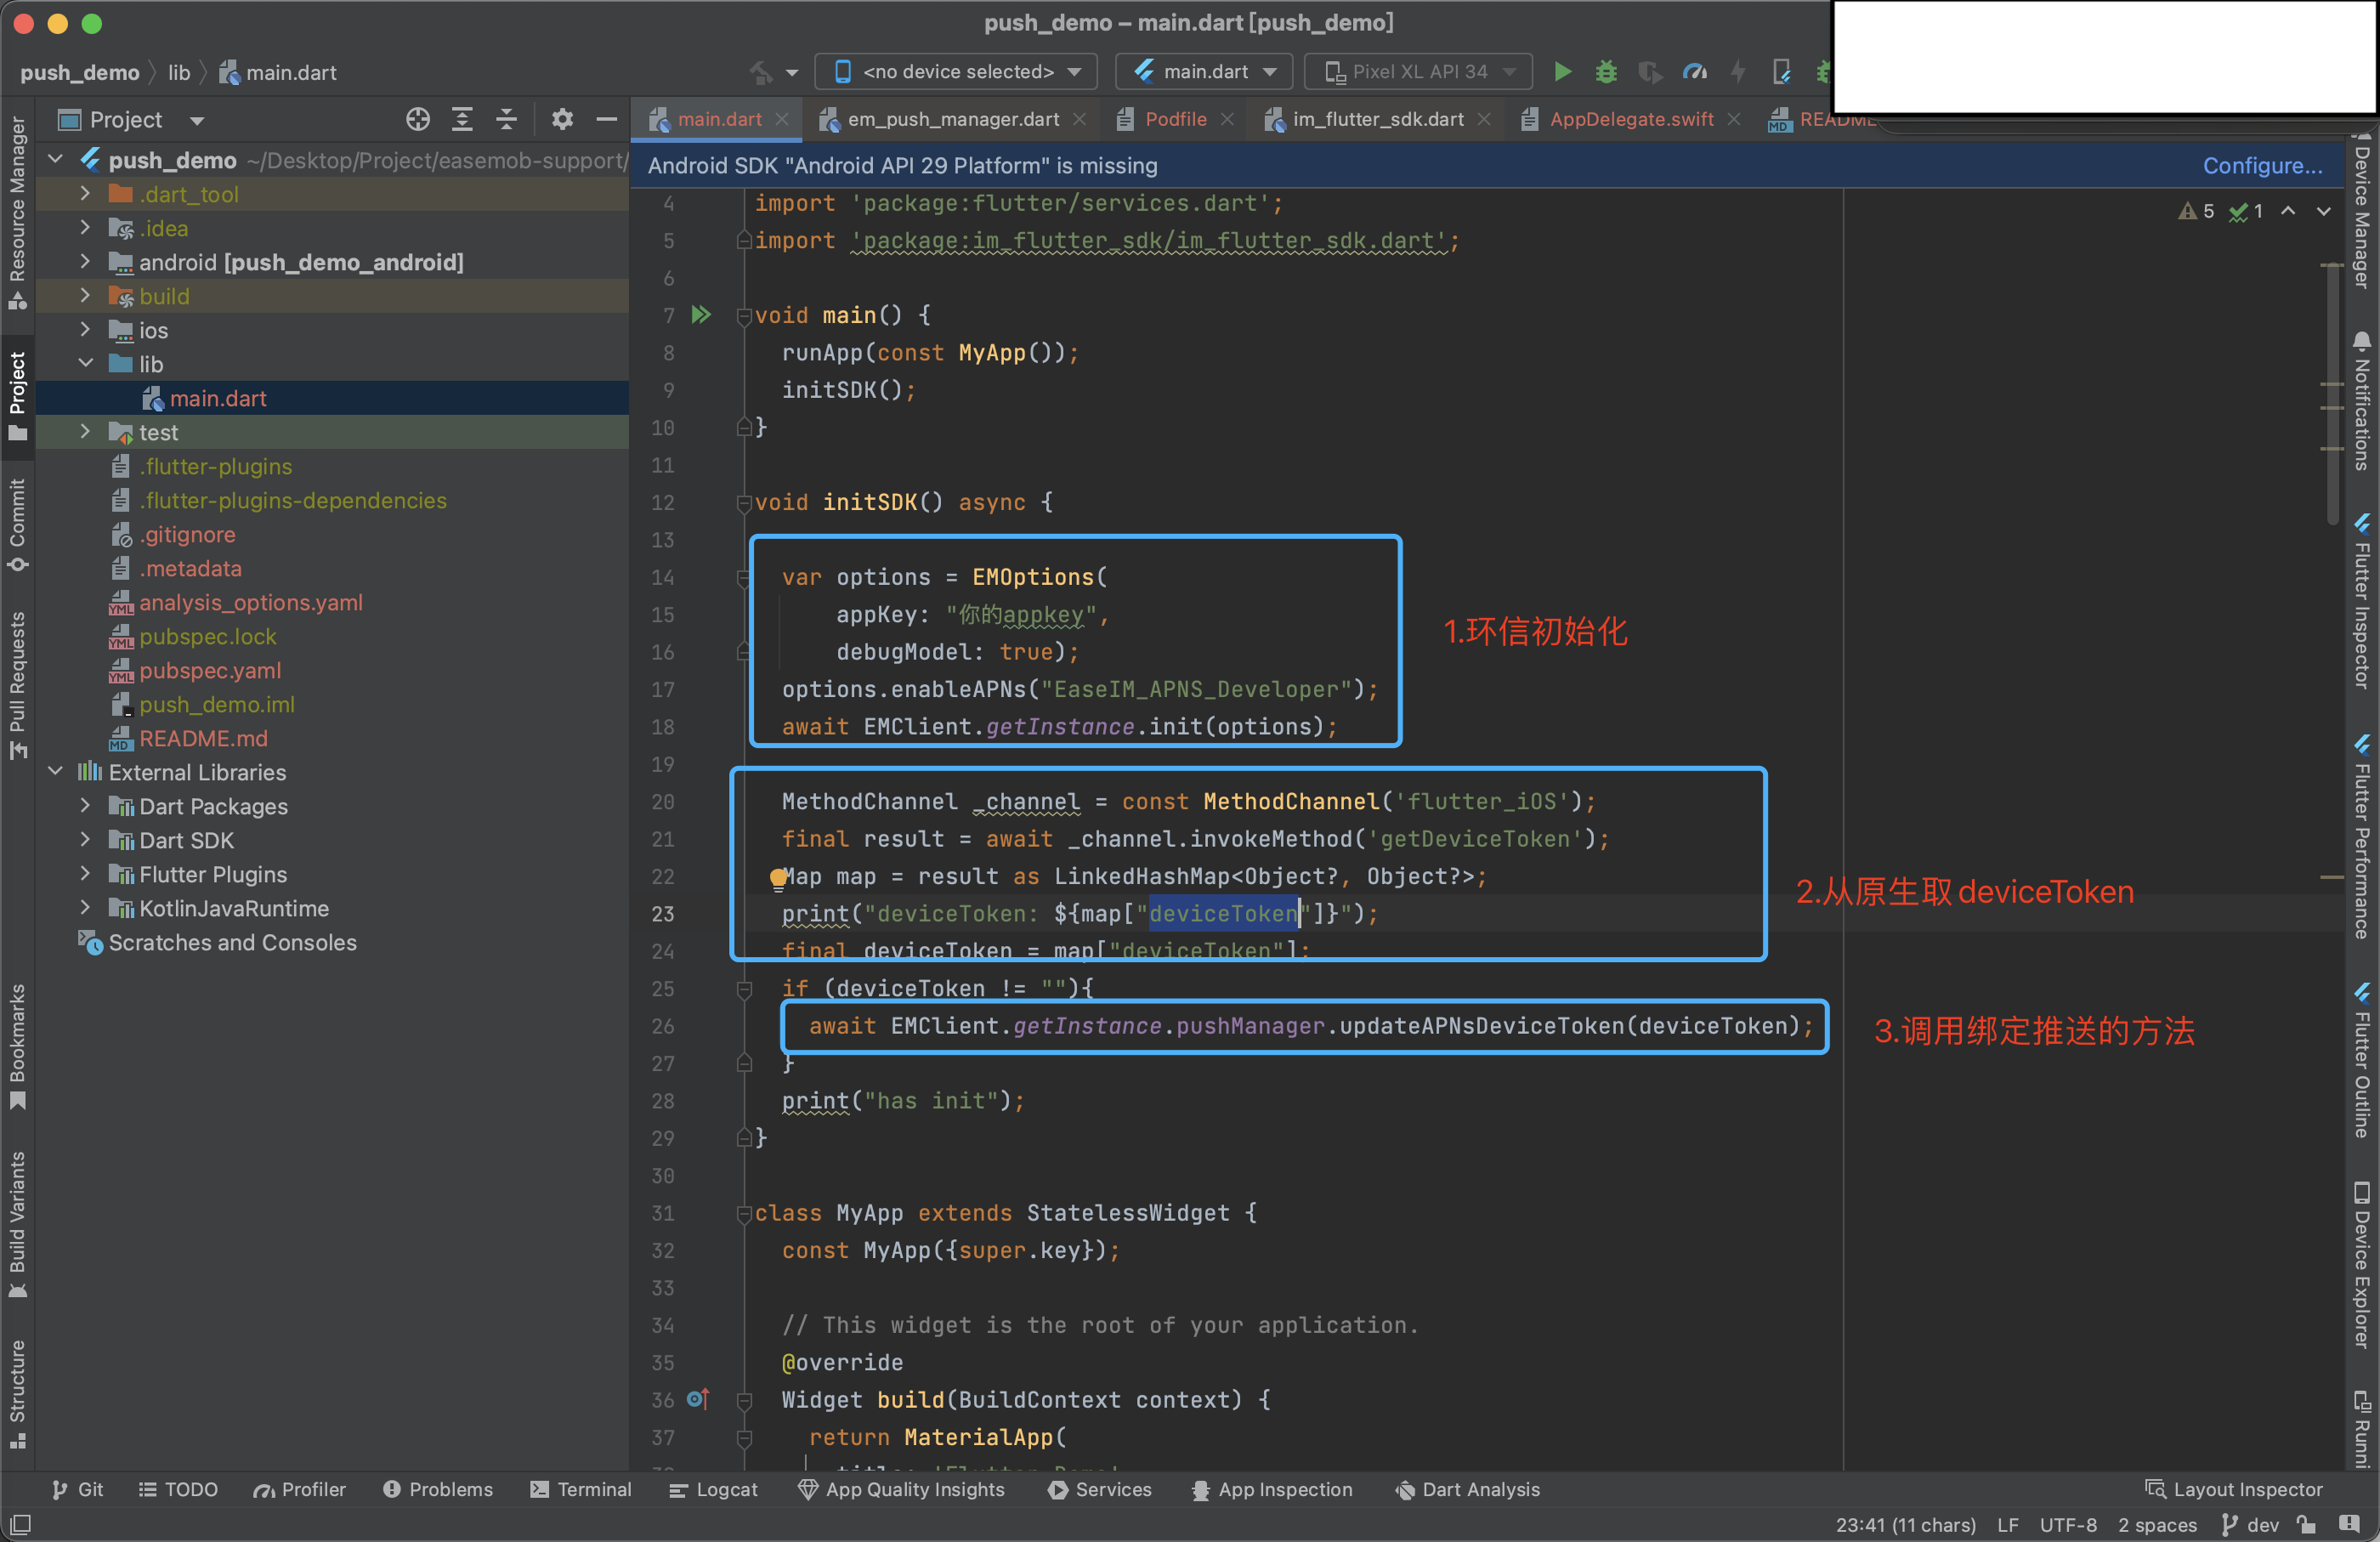 push_demo – main.dart [push_demo]
push_demo lib main.dart
<no device selected> main.dart Pixel XL API 34
Project
main.dart em_push_manager.dart Podfile im_flutter_sdk.dart AppDelegate.swift README
Android SDK "Android API 29 Platform" is missing Configure...
Resource Manager
Project
Commit
Pull Requests
Bookmarks
Build Variants
Structure
push_demo ~/Desktop/Project/easemob-support/
.dart_tool
.idea
android [push_demo_android]
build
ios
lib
main.dart
test
.flutter-plugins
.flutter-plugins-dependencies
.gitignore
.metadata
analysis_options.yaml
pubspec.lock
pubspec.yaml
push_demo.iml
README.md
External Libraries
Dart Packages
Dart SDK
Flutter Plugins
KotlinJavaRuntime
Scratches and Consoles
5 1
4 import 'package:flutter/services.dart';
5 import 'package:im_flutter_sdk/im_flutter_sdk.dart';
6
7 void main() {
8 runApp(const MyApp());
9 initSDK();
10 }
11
12 void initSDK() async {
13
14 var options = EMOptions(
15 appKey: "你的appkey",
16 debugModel: true);
17 options.enableAPNs("EaseIM_APNS_Developer");
18 await EMClient.getInstance.init(options);
19
1.环信初始化
20 MethodChannel _channel = const MethodChannel('flutter_iOS');
21 final result = await _channel.invokeMethod('getDeviceToken');
22 Map map = result as LinkedHashMap<Object?, Object?>;
23 print("deviceToken: ${map["deviceToken"]}");
24 final deviceToken = map["deviceToken"];
2.从原生取 deviceToken
25 if (deviceToken != ""){
26 await EMClient.getInstance.pushManager.updateAPNsDeviceToken(deviceToken);
3.调用绑定推送的方法
27 }
28 print("has init");
29 }
30
31 class MyApp extends StatelessWidget {
32 const MyApp({super.key});
33
34 // This widget is the root of your application.
35 @override
36 Widget build(BuildContext context) {
37 return MaterialApp(
Device Manager
Notifications
Flutter Inspector
Flutter Performance
Flutter Outline
Device Explorer
Runni
Git TODO Profiler Problems Terminal Logcat App Quality Insights Services App Inspection Dart Analysis Layout Inspector
23:41 (11 chars) LF UTF-8 2 spaces dev